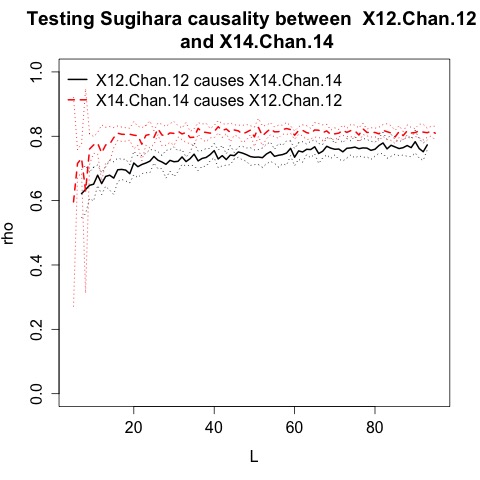 Testing Sugihara causality between  X12.Chan.12
and X14.Chan.14
X12.Chan.12 causes X14.Chan.14
X14.Chan.14 causes X12.Chan.12
1.0
0.8
0.6
0.4
0.2
0.0
rho
20 40 60 80
L